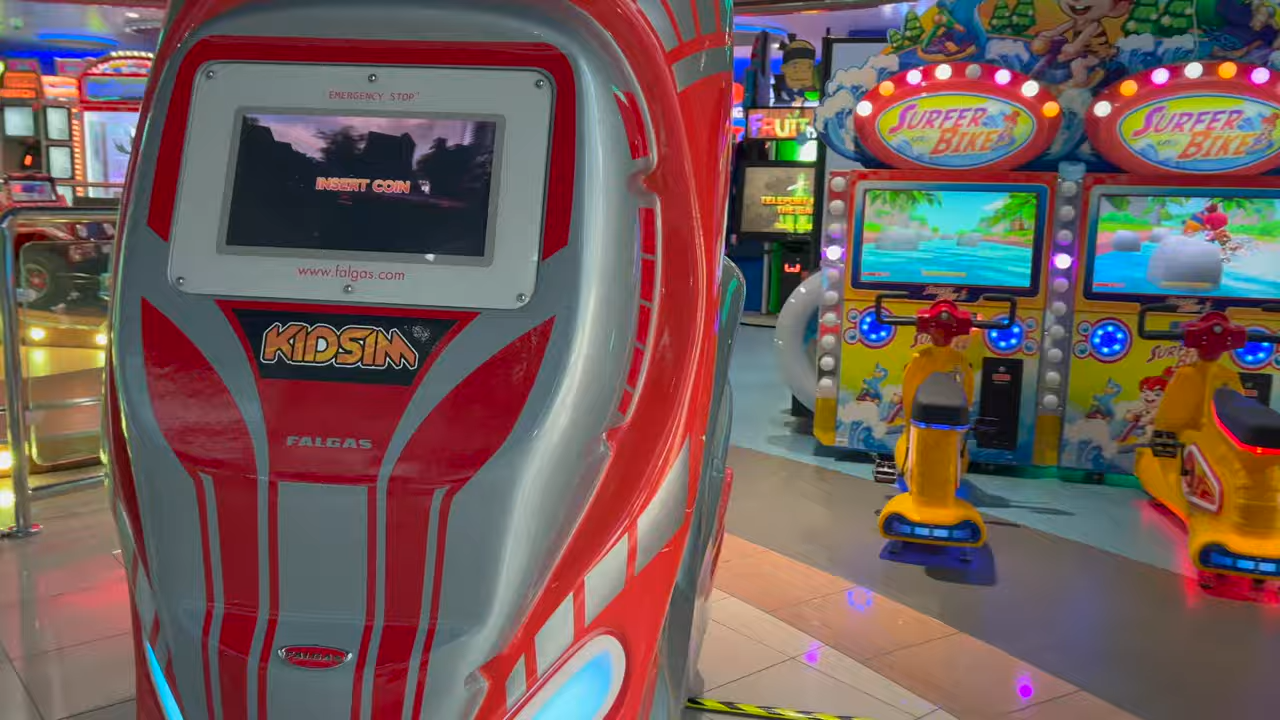 EMERGENCY STOP
INSERT COIN
www.falgas.com
KIDSIM
FALGAS
FALGAS
FRUIT
TELEPORT
SURFER
BIKE
SURFER
BIKE